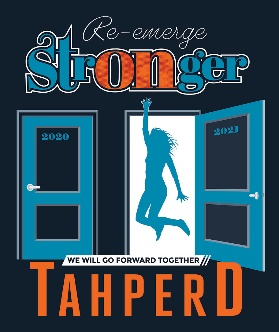 Re-emerge
Stronger
2020
2021
WE WILL GO FORWARD TOGETHER //
TAHPERD